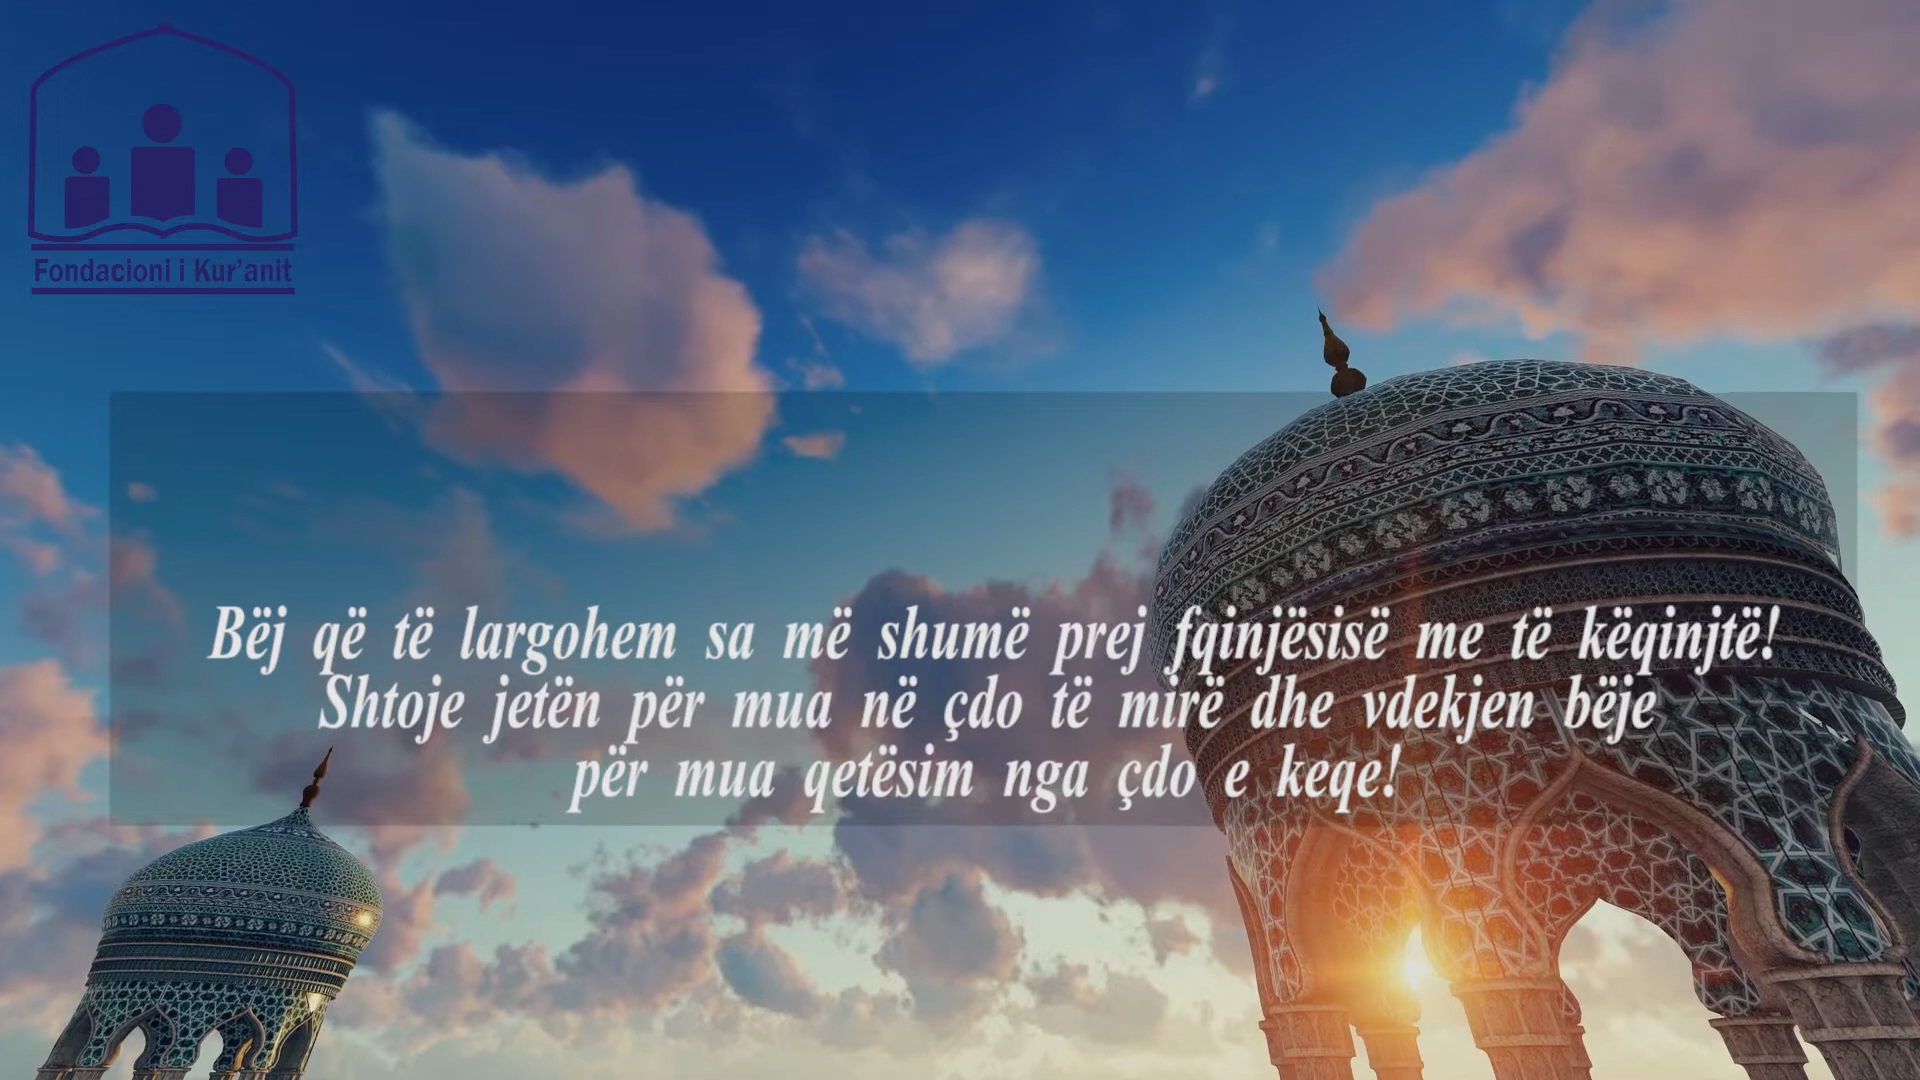 Fondacioni i Kur'anit
Bëj që të largohem sa më shumë prej fqinjësisë me të këqinjtë!
Shtoje jetën për mua në çdo të mirë dhe vdekjen bëje
për mua qetësim nga çdo e keqe!